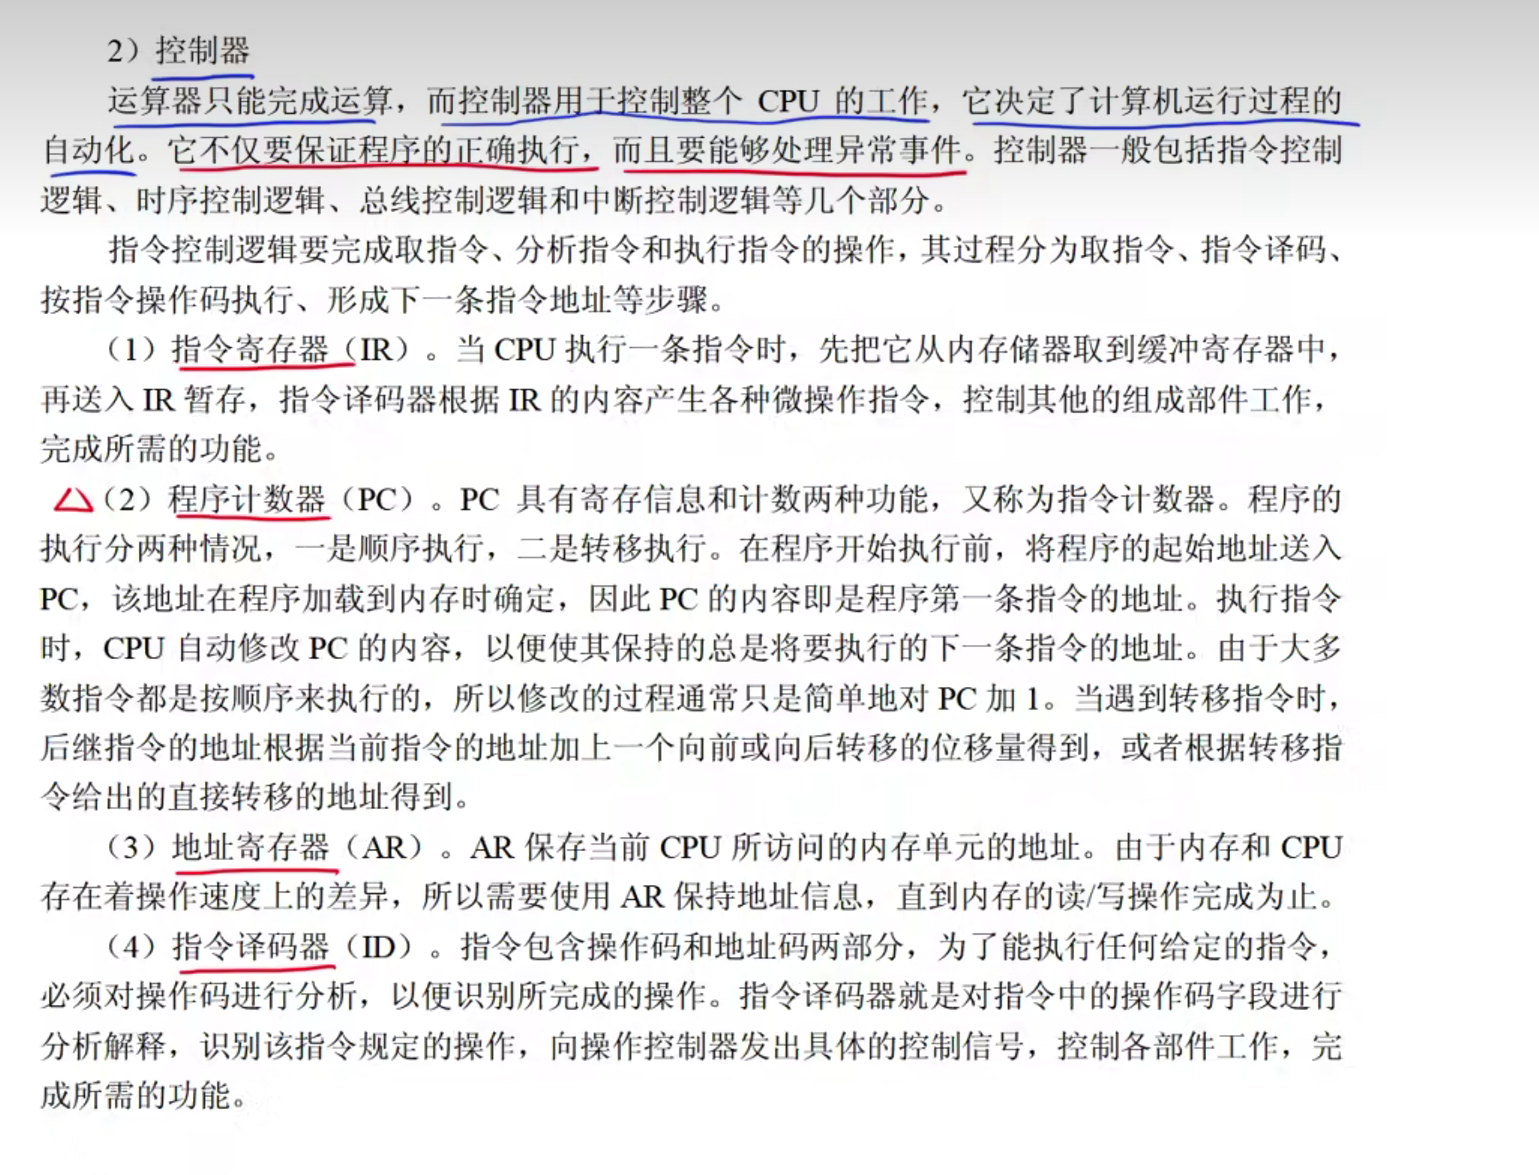 2）控制器
运算器只能完成运算，而控制器用于控制整个 CPU 的工作，它决定了计算机运行过程的
自动化。它不仅要保证程序的正确执行，而且要能够处理异常事件。控制器一般包括指令控制
逻辑、时序控制逻辑、总线控制逻辑和中断控制逻辑等几个部分。
指令控制逻辑要完成取指令、分析指令和执行指令的操作，其过程分为取指令、指令译码、
按指令操作码执行、形成下一条指令地址等步骤。
（1）指令寄存器（IR）。当 CPU 执行一条指令时，先把它从内存储器取到缓冲寄存器中，
再送入 IR 暂存，指令译码器根据 IR 的内容产生各种微操作指令，控制其他的组成部件工作，
完成所需的功能。
（2）程序计数器（PC）。PC 具有寄存信息和计数两种功能，又称为指令计数器。程序的
执行分两种情况，一是顺序执行，二是转移执行。在程序开始执行前，将程序的起始地址送入
PC，该地址在程序加载到内存时确定，因此 PC 的内容即是程序第一条指令的地址。执行指令
时，CPU 自动修改 PC 的内容，以便使其保持的总是将要执行的下一条指令的地址。由于大多
数指令都是按顺序来执行的，所以修改的过程通常只是简单地对 PC 加 1。当遇到转移指令时，
后继指令的地址根据当前指令的地址加上一个向前或向后转移的位移量得到，或者根据转移指
令给出的直接转移的地址得到。
（3）地址寄存器（AR）。AR 保存当前 CPU 所访问的内存单元的地址。由于内存和 CPU
存在着操作速度上的差异，所以需要使用 AR 保持地址信息，直到内存的读/写操作完成为止。
（4）指令译码器（ID）。指令包含操作码和地址码两部分，为了能执行任何给定的指令，
必须对操作码进行分析，以便识别所完成的操作。指令译码器就是对指令中的操作码字段进行
分析解释，识别该指令规定的操作，向操作控制器发出具体的控制信号，控制各部件工作，完
成所需的功能。